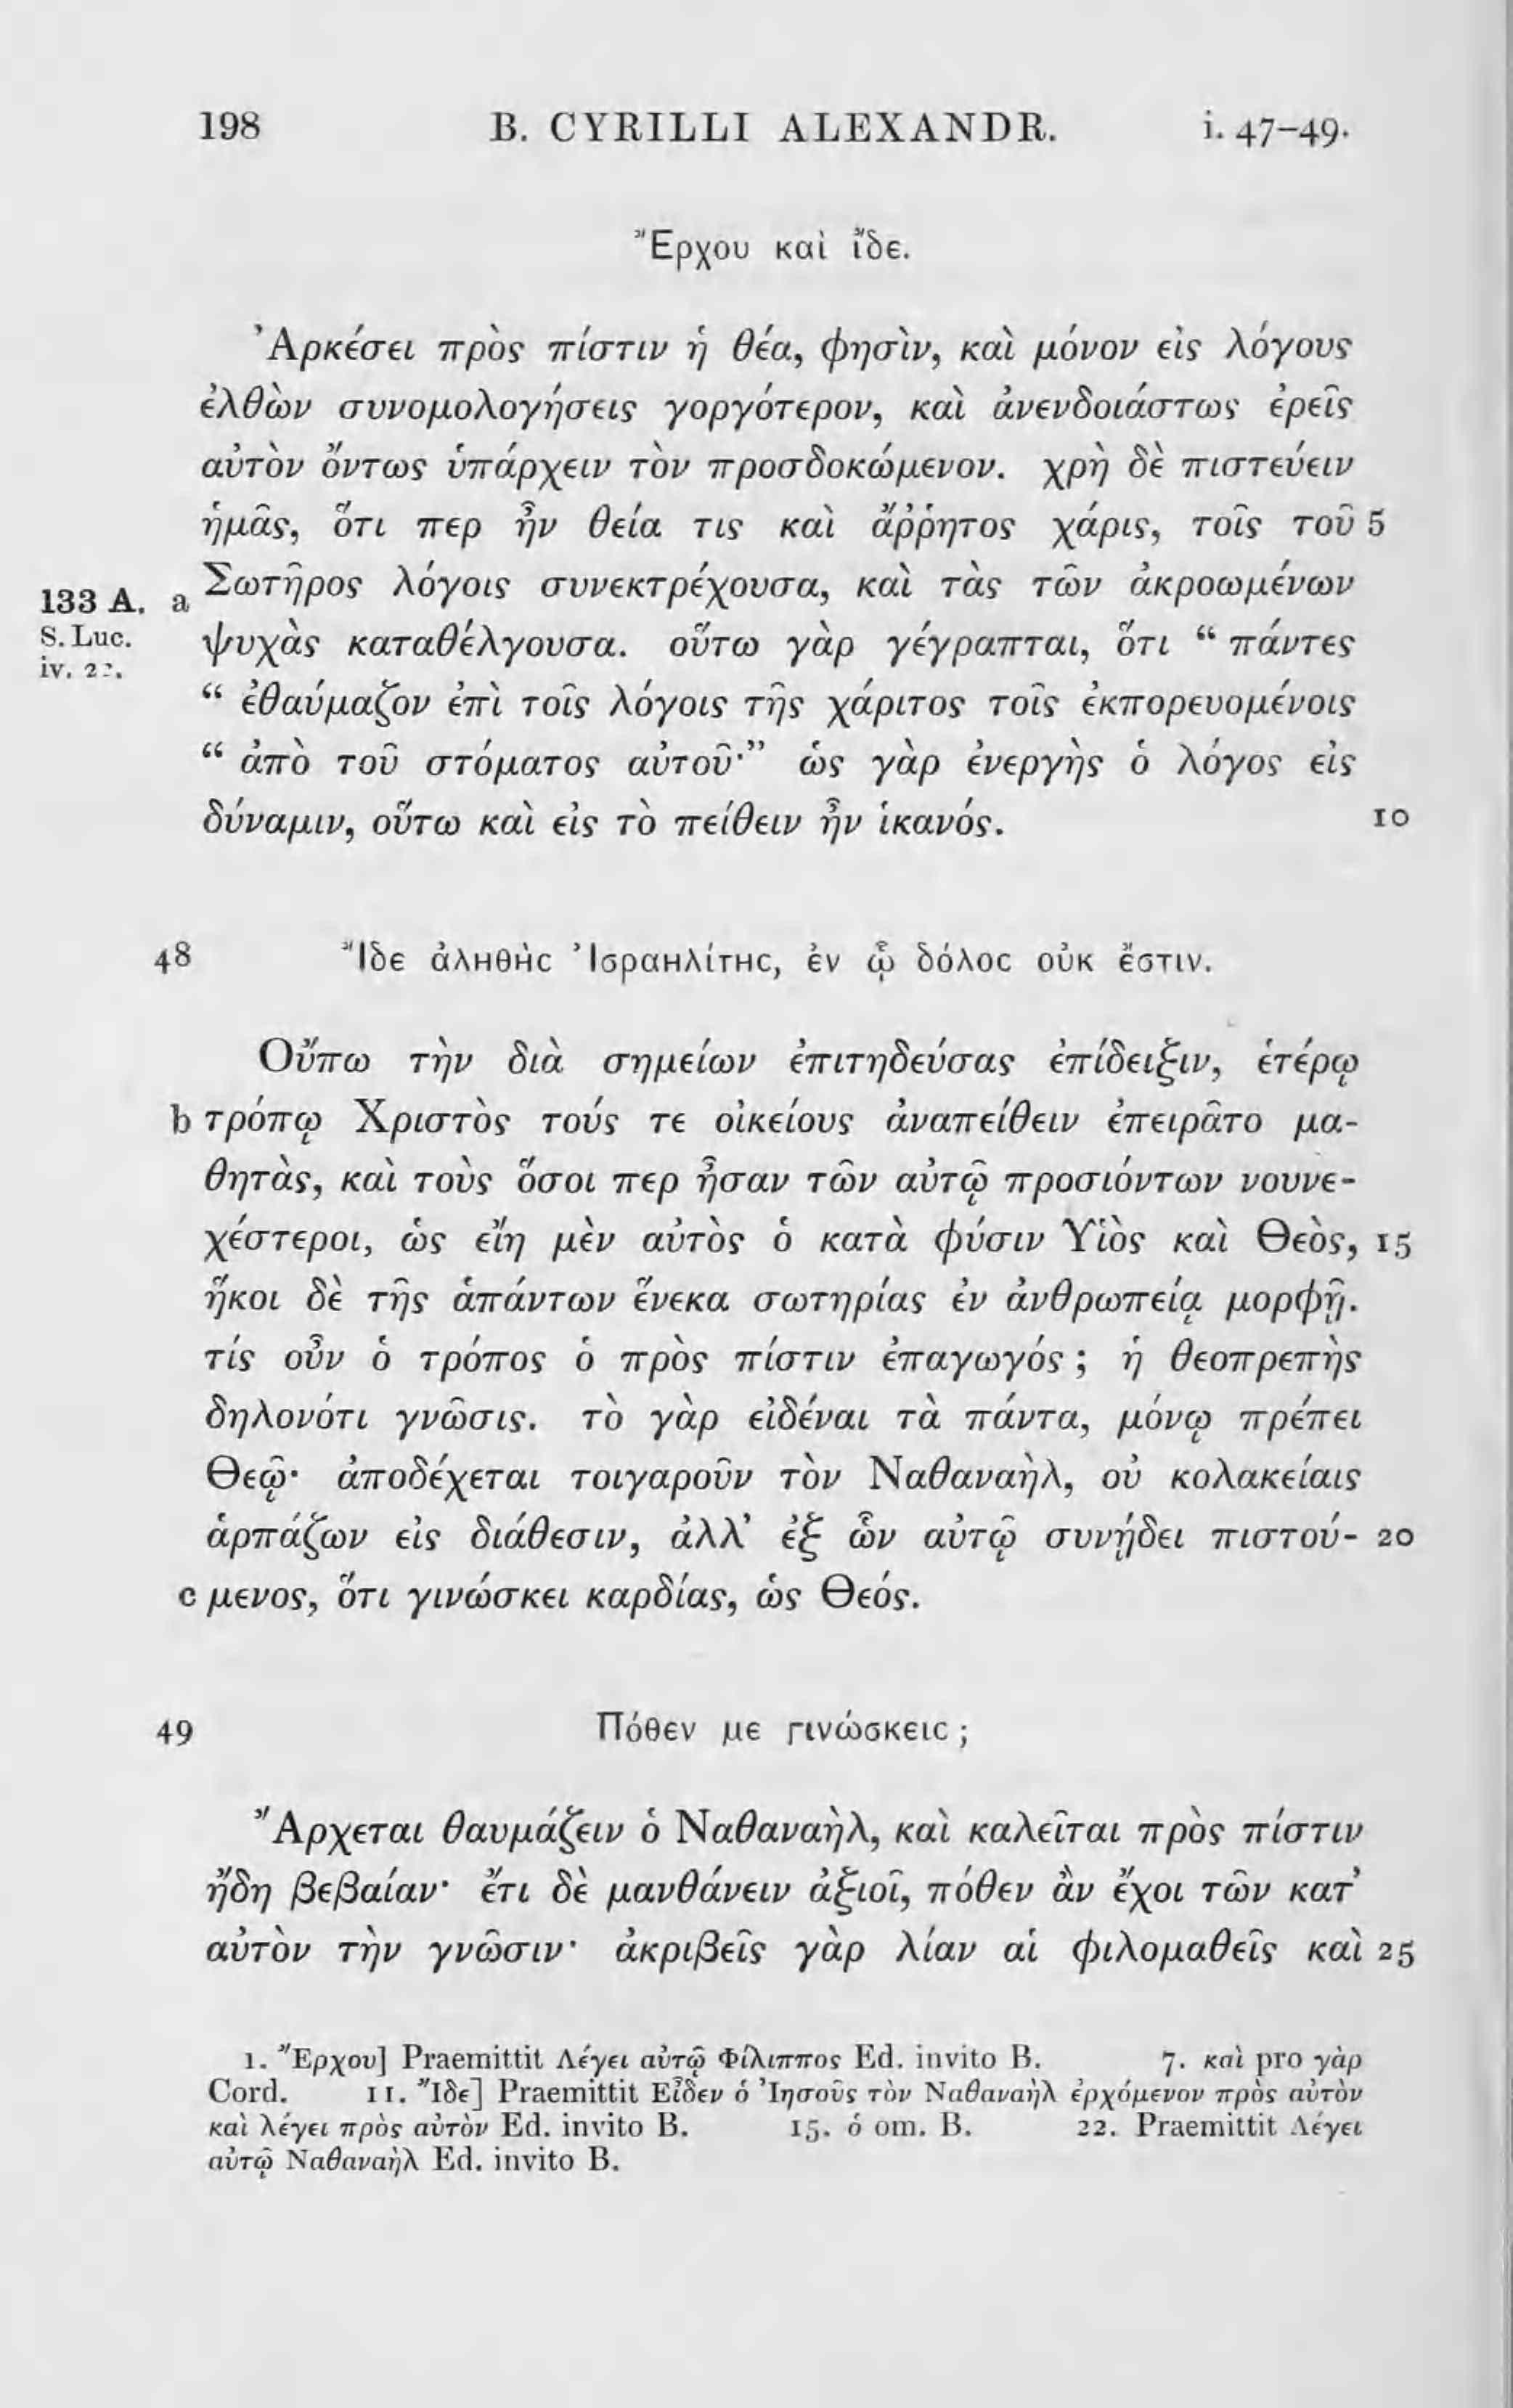 198 B. CYRILLI ALEXANDR. i. 47–49.
Ἔρχου καὶ ἴδε.
Ἀρκέσει πρὸς πίστιν ἡ θέα, φησὶν, καὶ μόνον εἰς λόγους
ἐλθὼν συνομολογήσεις γοργότερον, καὶ ἀνενδοιάστως ἐρεῖς
αὐτὸν ὄντως ὑπάρχειν τὸν προσδοκώμενον. χρὴ δὲ πιστεύειν
ἡμᾶς, ὅτι περ ἦν θεία τις καὶ ἄῤῥητος χάρις, τοῖς τοῦ 5
133 A. a Σωτῆρος λόγοις συνεκτρέχουσα, καὶ τὰς τῶν ἀκροωμένων
S. Luc. ψυχὰς καταθέλγουσα. οὕτω γὰρ γέγραπται, ὅτι “ πάντες
iv. “ ἐθαύμαζον ἐπὶ τοῖς λόγοις τῆς χάριτος τοῖς ἐκπορευομένοις
“ ἀπὸ τοῦ στόματος αὐτοῦ·” ὡς γὰρ ἐνεργὴς ὁ λόγος εἰς
δύναμιν, οὕτω καὶ εἰς τὸ πείθειν ἦν ἱκανός. 10
48 Ἴδε ἀληθὴς Ἰσραηλίτης, ἐν ᾧ δόλος οὐκ ἔστιν.
Οὔπω τὴν διὰ σημείων ἐπιτηδεύσας ἐπίδειξιν, ἑτέρῳ
b τρόπῳ Χριστὸς τούς τε οἰκείους ἀναπείθειν ἐπειρᾶτο μα-
θητὰς, καὶ τοὺς ὅσοι περ ἦσαν τῶν αὐτῷ προσιόντων νουνε-
χέστεροι, ὡς εἴη μὲν αὐτὸς ὁ κατὰ φύσιν Υἱὸς καὶ Θεὸς, 15
ἥκοι δὲ τῆς ἁπάντων ἕνεκα σωτηρίας ἐν ἀνθρωπείᾳ μορφῇ.
τίς οὖν ὁ τρόπος ὁ πρὸς πίστιν ἐπαγωγός ; ἡ θεοπρεπὴς
δηλονότι γνῶσις. τὸ γὰρ εἰδέναι τὰ πάντα, μόνῳ πρέπει
Θεῷ· ἀποδέχεται τοιγαροῦν τὸν Ναθαναὴλ, οὐ κολακείαις
ἁρπάζων εἰς διάθεσιν, ἀλλ’ ἐξ ὧν αὐτῷ συνῄδει πιστού- 20
c μενος, ὅτι γινώσκει καρδίας, ὡς Θεός.
49 Πόθεν με γινώσκεις ;
Ἄρχεται θαυμάζειν ὁ Ναθαναὴλ, καὶ καλεῖται πρὸς πίστιν
ἤδη βεβαίαν· ἔτι δὲ μανθάνειν ἀξιοῖ, πόθεν ἂν ἔχοι τῶν κατ’
αὐτὸν τὴν γνῶσιν· ἀκριβεῖς γὰρ λίαν αἱ φιλομαθεῖς καὶ 25
1. Ἔρχου] Praemittit Λέγει αὐτῷ Φίλιππος Ed. invito B. 7. καὶ pro γὰρ
Cord. 11. Ἴδε] Praemittit Εἶδεν ὁ Ἰησοῦς τὸν Ναθαναὴλ ἐρχόμενον πρὸς αὐτὸν
καὶ λέγει πρὸς αὐτὸν Ed. invito B. 15. ὁ om. B. 22. Praemittit Λέγει
αὐτῷ Ναθαναὴλ Ed. invito B.